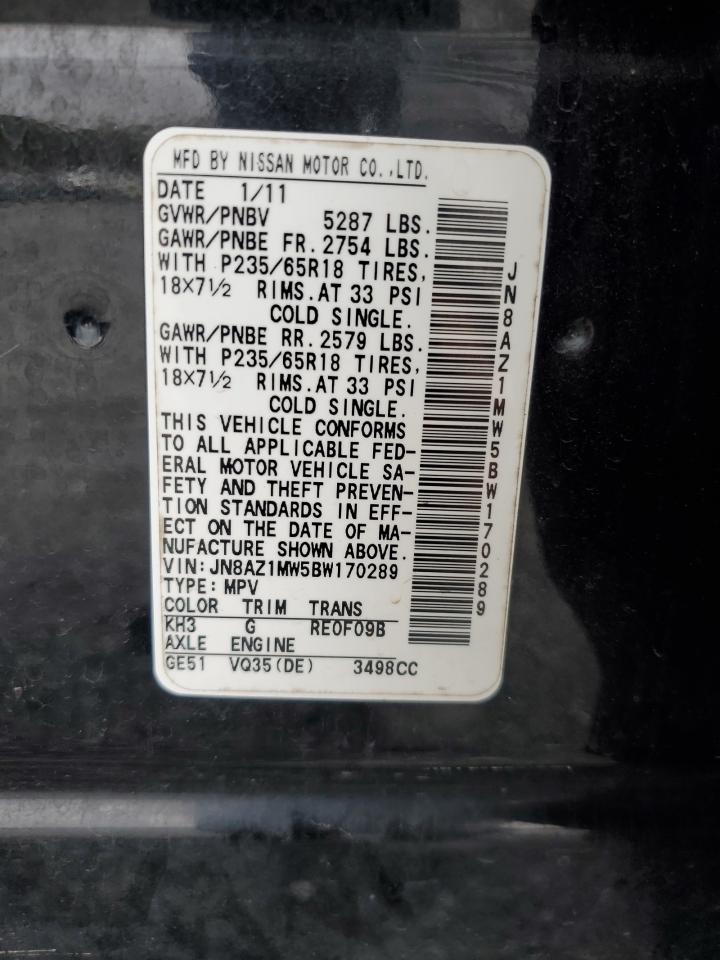 MFD BY NISSAN MOTOR CO.,LTD.
DATE 1/11
GVWR/PNBV 5287 LBS.
GAWR/PNBE FR. 2754 LBS.
WITH P235/65R18 TIRES,
18×7½ RIMS. AT 33 PSI
COLD SINGLE.
GAWR/PNBE RR. 2579 LBS.
WITH P235/65R18 TIRES,
18×7½ RIMS. AT 33 PSI
COLD SINGLE.
THIS VEHICLE CONFORMS
TO ALL APPLICABLE FED-
ERAL MOTOR VEHICLE SA-
FETY AND THEFT PREVEN-
TION STANDARDS IN EFF-
ECT ON THE DATE OF MA-
NUFACTURE SHOWN ABOVE.
VIN: JN8AZ1MW5BW170289
TYPE: MPV
COLOR TRIM TRANS
KH3 G RE0F09B
AXLE ENGINE
GE51 VQ35(DE) 3498CC
JN8AZ1MW5BW170289